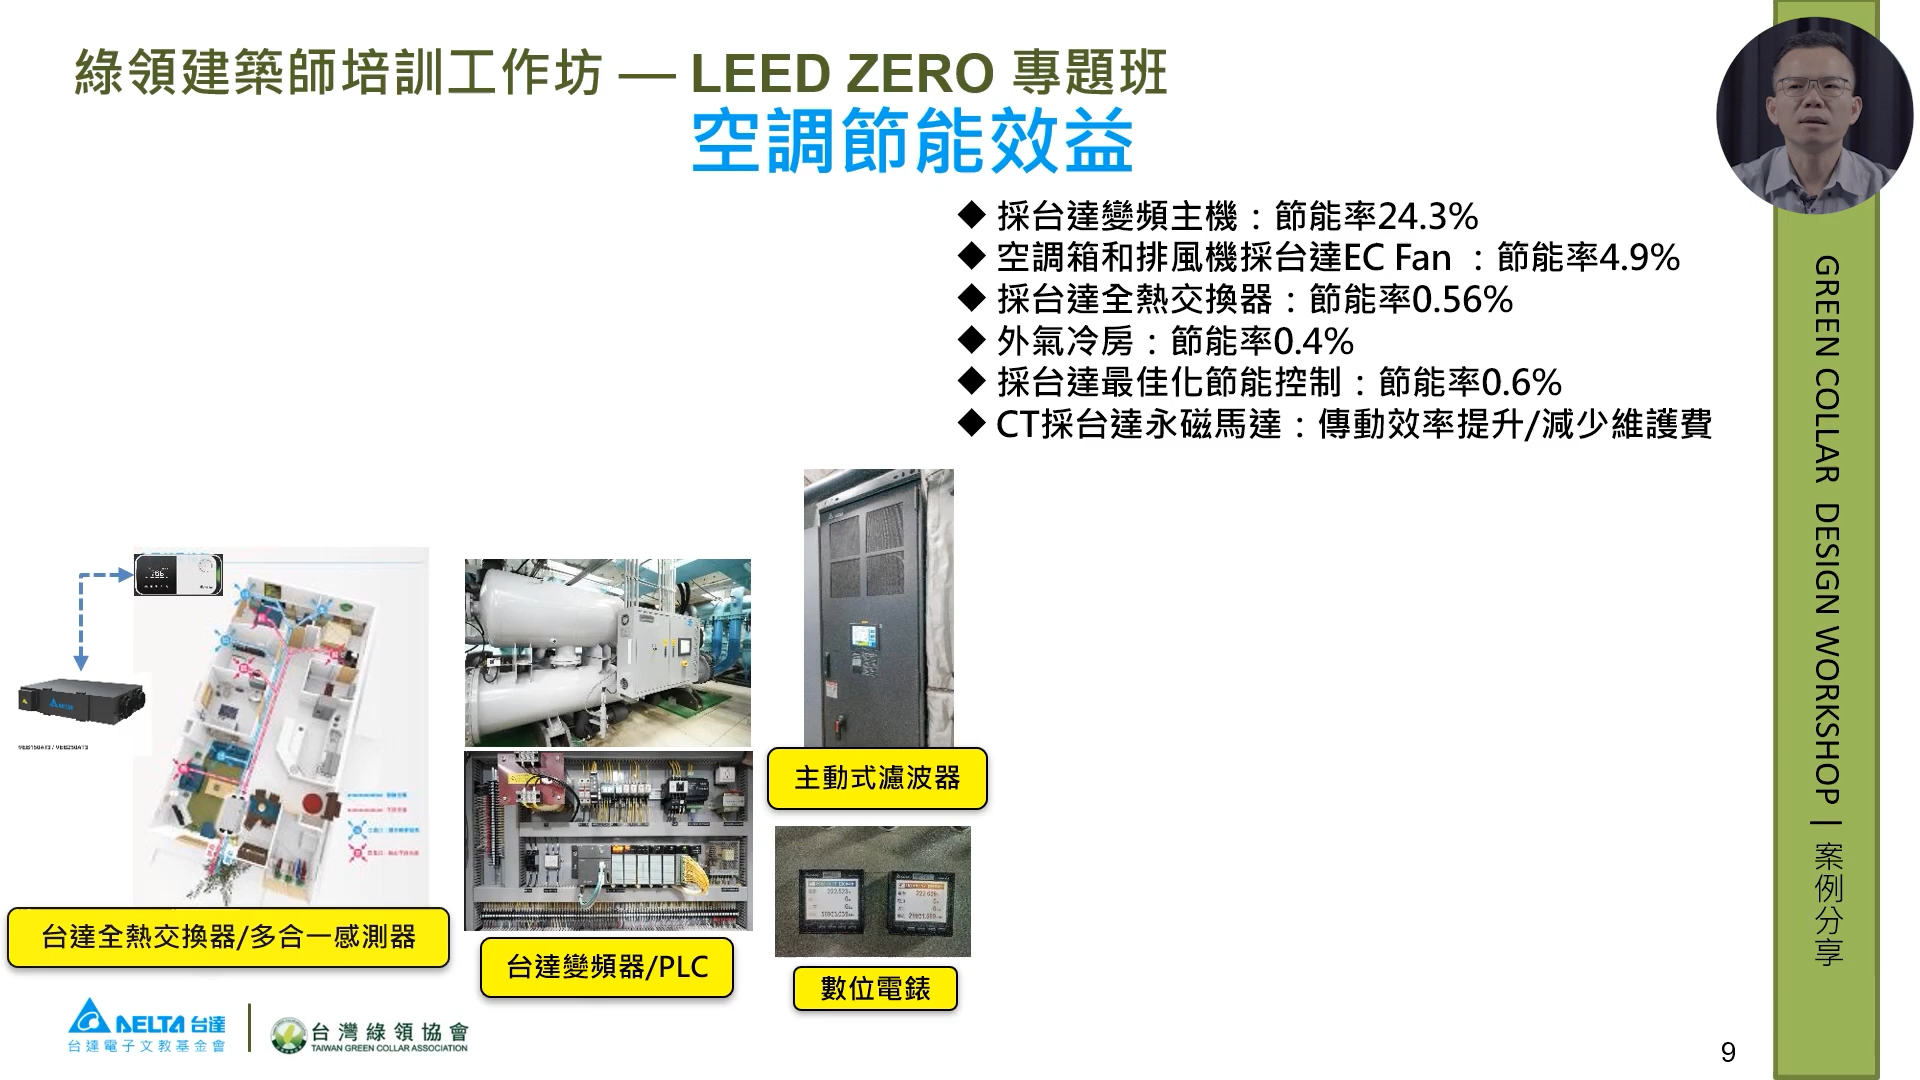 綠領建築師培訓工作坊 — LEED ZERO 專題班
空調節能效益
◆ 採台達變頻主機：節能率24.3%
◆ 空調箱和排風機採台達EC Fan ：節能率4.9%
◆ 採台達全熱交換器：節能率0.56%
◆ 外氣冷房：節能率0.4%
◆ 採台達最佳化節能控制：節能率0.6%
◆ CT採台達永磁馬達：傳動效率提升/減少維護費
主動式濾波器
台達全熱交換器/多合一感測器
台達變頻器/PLC
數位電錶
DELTA 台達
台達電子文教基金會
台灣綠領協會
TAIWAN GREEN COLLAR ASSOCIATION
9
GREEN COLLAR DESIGN WORKSHOP | 案例分享